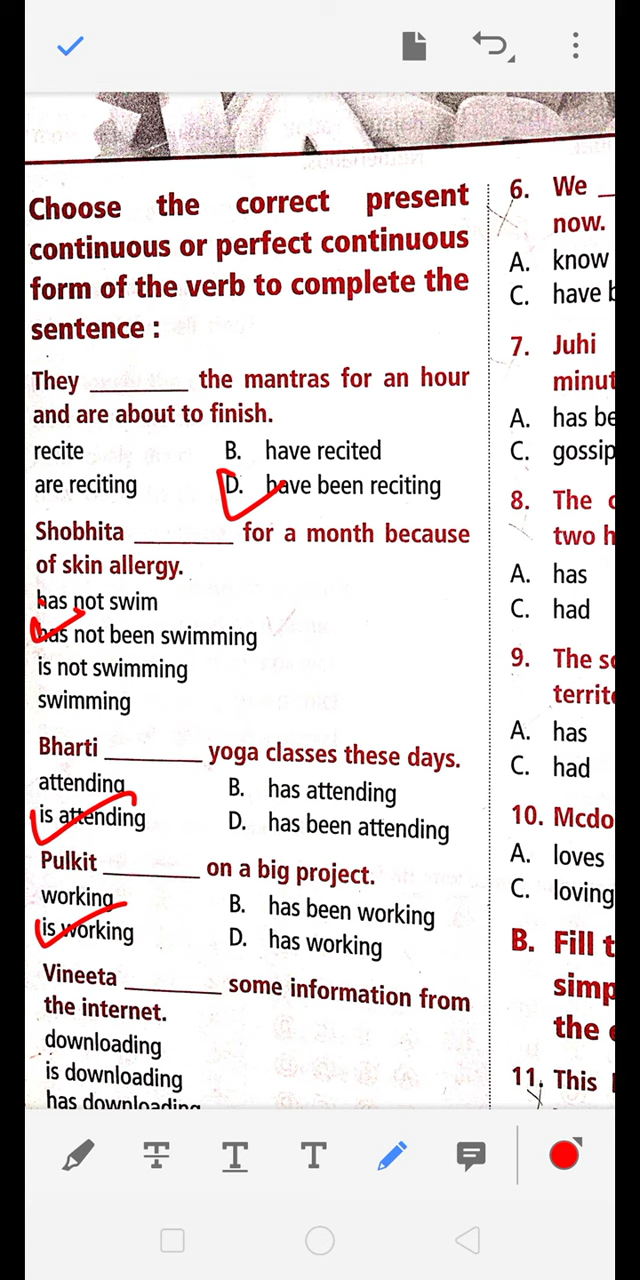 Choose the correct present
continuous or perfect continuous
form of the verb to complete the
sentence :
They ________ the mantras for an hour
and are about to finish.
recite B. have recited
are reciting D. have been reciting
Shobhita ________ for a month because
of skin allergy.
has not swim
has not been swimming
is not swimming
swimming
Bharti ________ yoga classes these days.
attending B. has attending
is attending D. has been attending
Pulkit ________ on a big project.
working B. has been working
is working D. has working
Vineeta ________ some information from
the internet.
downloading
is downloading
has downloading
6. We _
now.
A. know
C. have
7. Juhi
A. has be
C. gossip
8. The
two
A. has
C. had
9. The
A. has
C. had
10. Mcdo
A. loves
C. loving
B. Fill
the
11. This
T T T